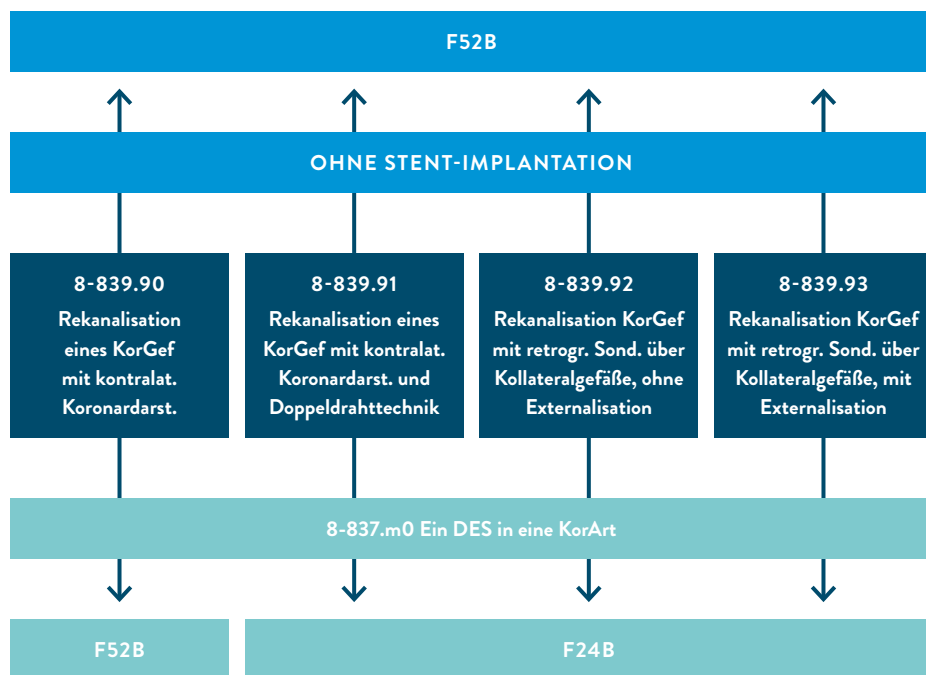 F52B
OHNE STENT-IMPLANTATION
8-839.90
Rekanalisation
eines KorGef
mit kontralat.
Koronardarst.
8-839.91
Rekanalisation eines
KorGef mit kontralat.
Koronardarst. und
Doppeldrahttechnik
8-839.92
Rekanalisation KorGef
mit retrogr. Sond. über
Kollateralgefäße, ohne
Externalisation
8-839.93
Rekanalisation KorGef
mit retrogr. Sond. über
Kollateralgefäße, mit
Externalisation
8-837.m0 Ein DES in eine KorArt
F52B
F24B